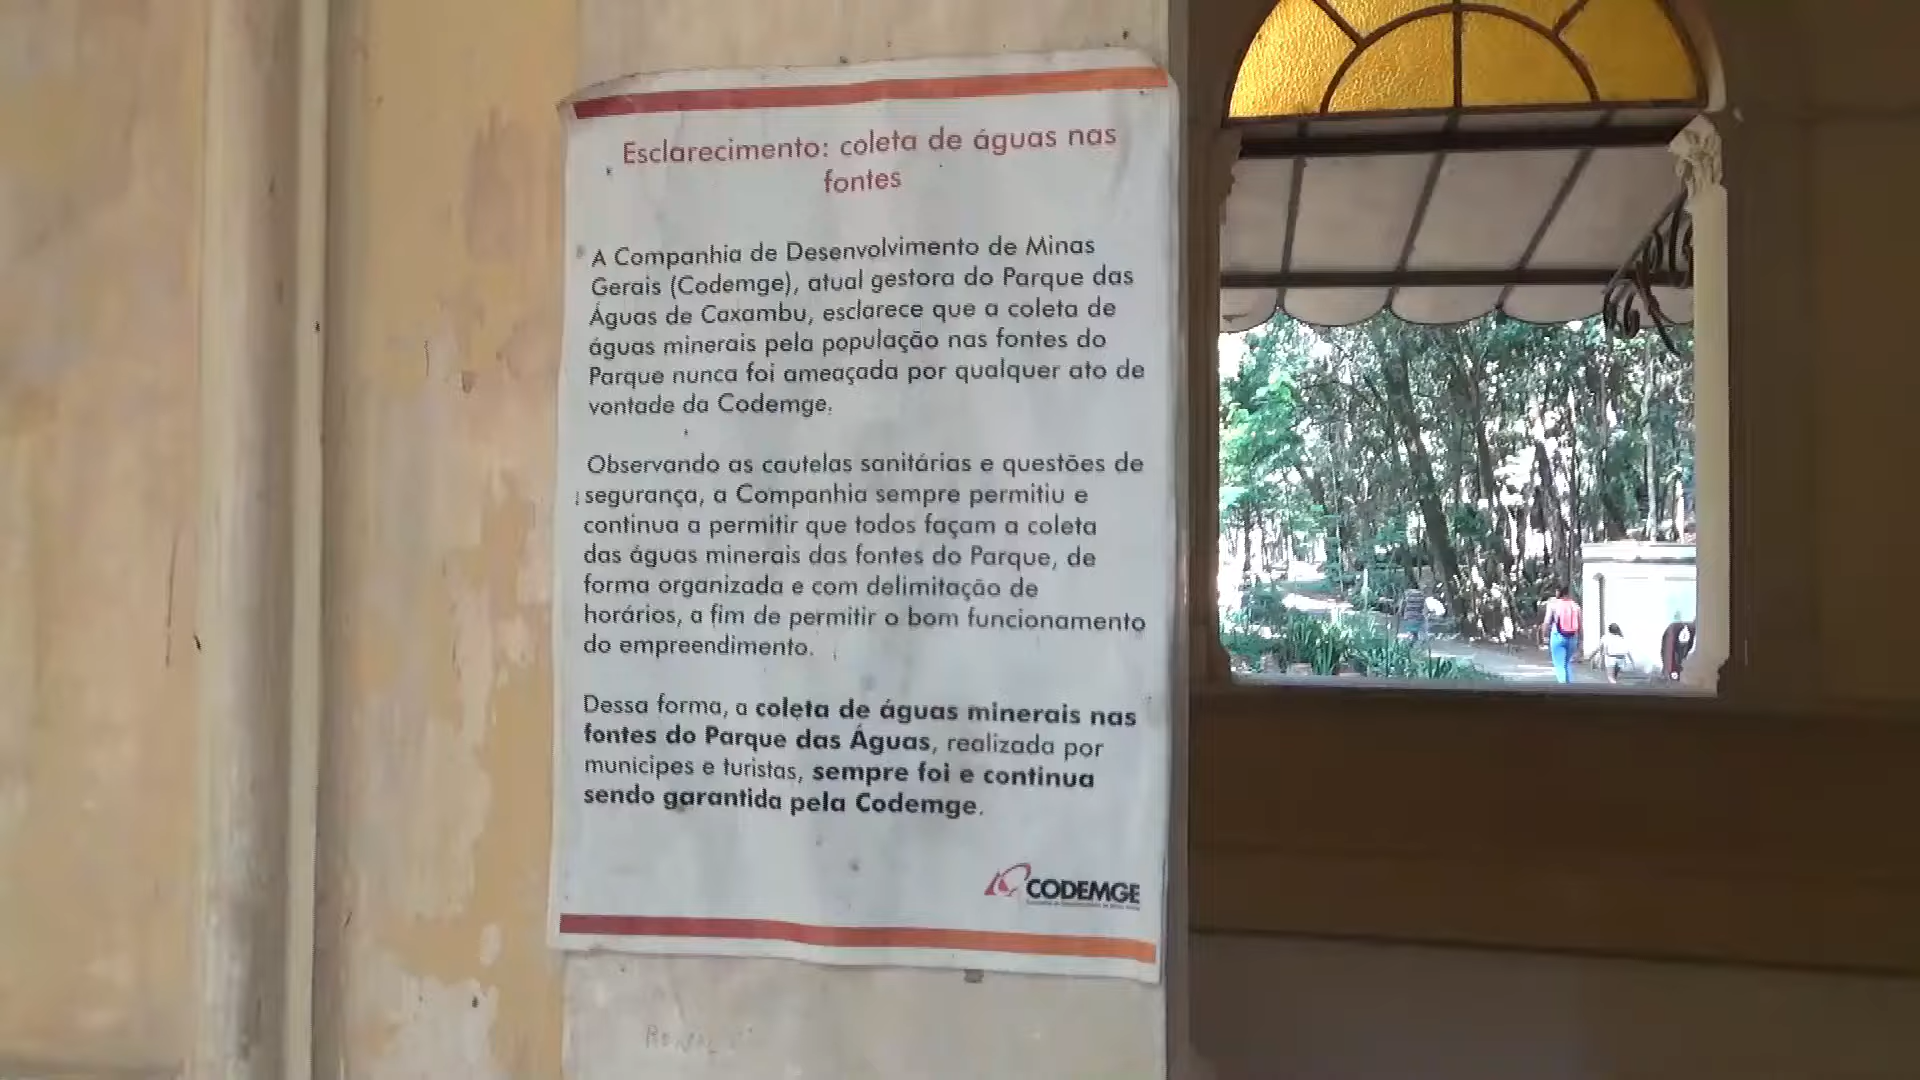 Esclarecimento: coleta de águas nas
fontes
A Companhia de Desenvolvimento de Minas
Gerais (Codemge), atual gestora do Parque das
Águas de Caxambu, esclarece que a coleta de
águas minerais pela população nas fontes do
Parque nunca foi ameaçada por qualquer ato de
vontade da Codemge.
Observando as cautelas sanitárias e questões de
segurança, a Companhia sempre permitiu e
continua a permitir que todos façam a coleta
das águas minerais das fontes do Parque, de
forma organizada e com delimitação de
horários, a fim de permitir o bom funcionamento
do empreendimento.
Dessa forma, a coleta de águas minerais nas
fontes do Parque das Águas, realizada por
munícipes e turistas, sempre foi e continua
sendo garantida pela Codemge.
CODEMGE